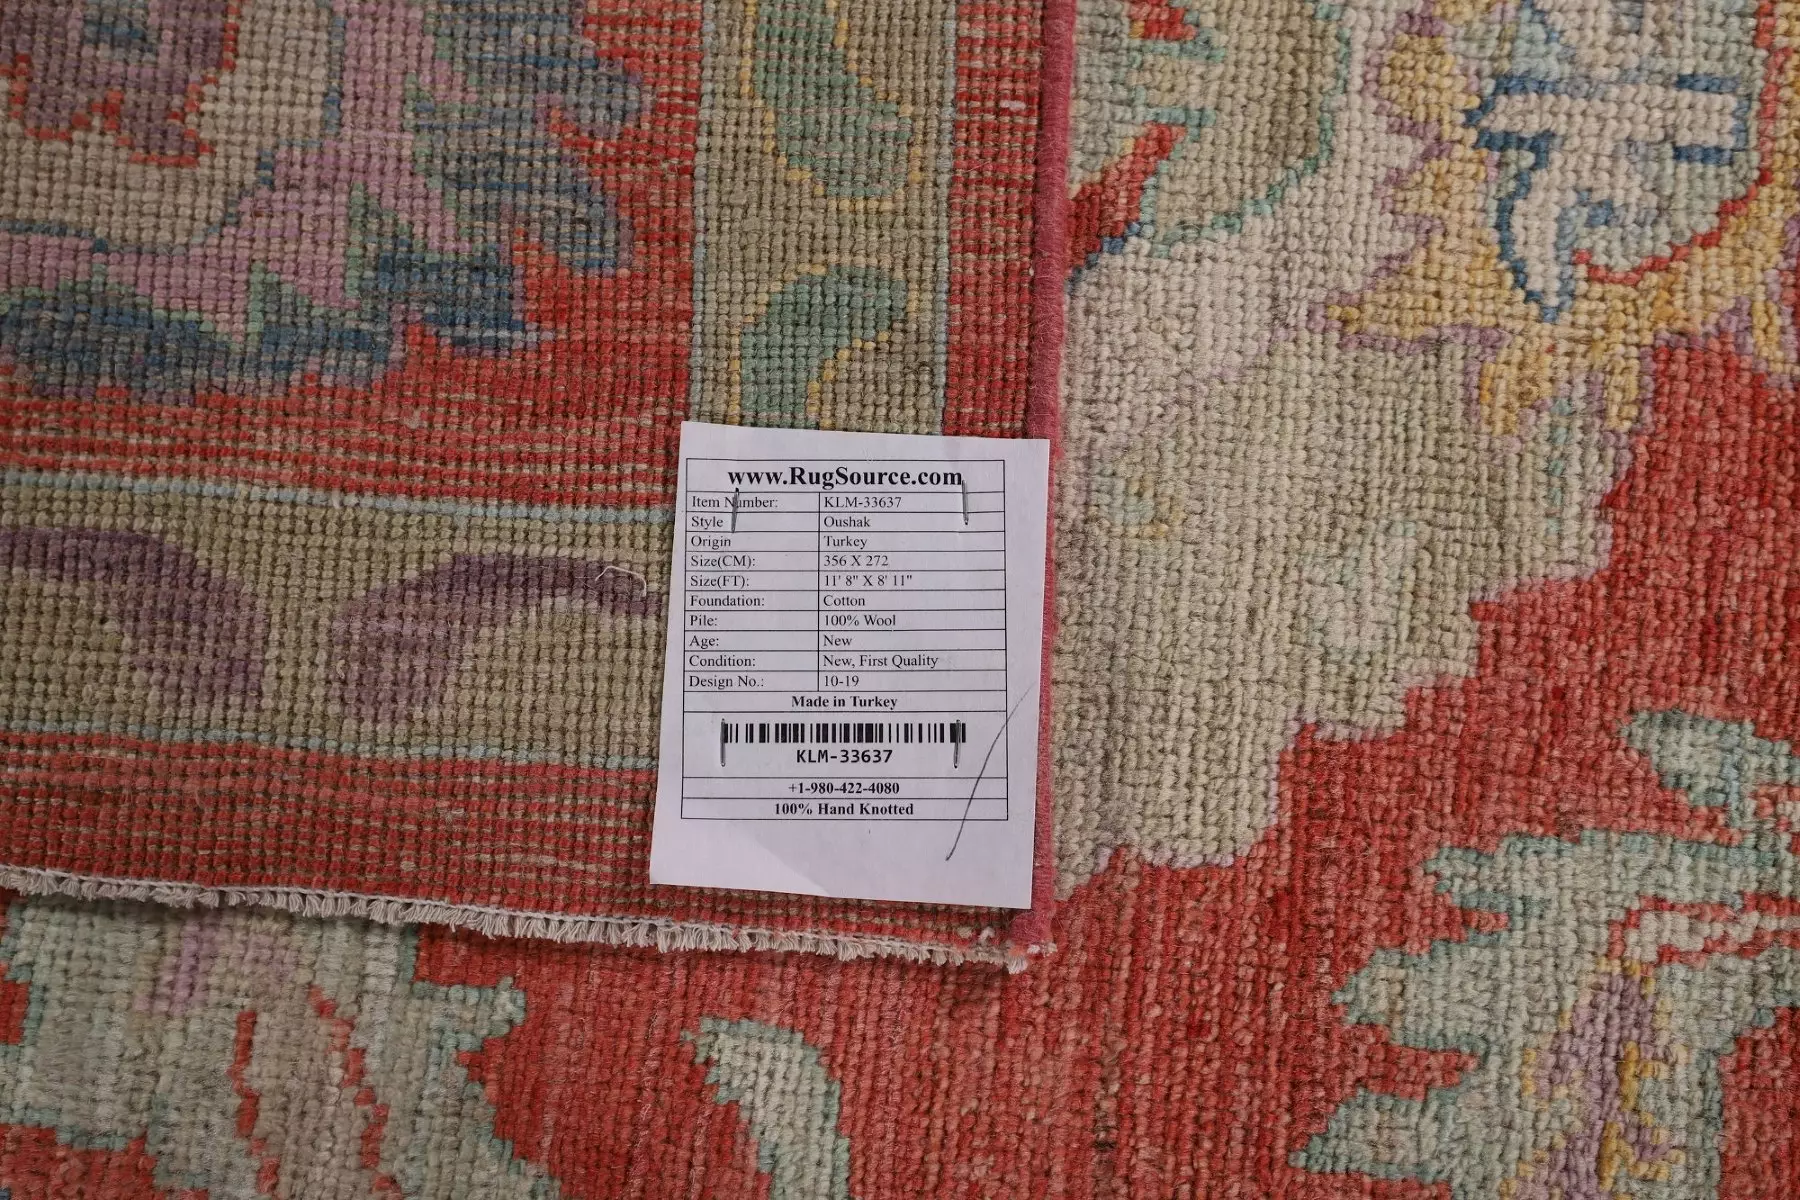 www.RugSource.com
Item Number: KLM-33637
Style Oushak
Origin Turkey
Size(CM): 356 X 272
Size(FT): 11' 8" X 8' 11"
Foundation: Cotton
Pile: 100% Wool
Age: New
Condition: New, First Quality
Design No.: 10-19
Made in Turkey
KLM-33637
+1-980-422-4080
100% Hand Knotted